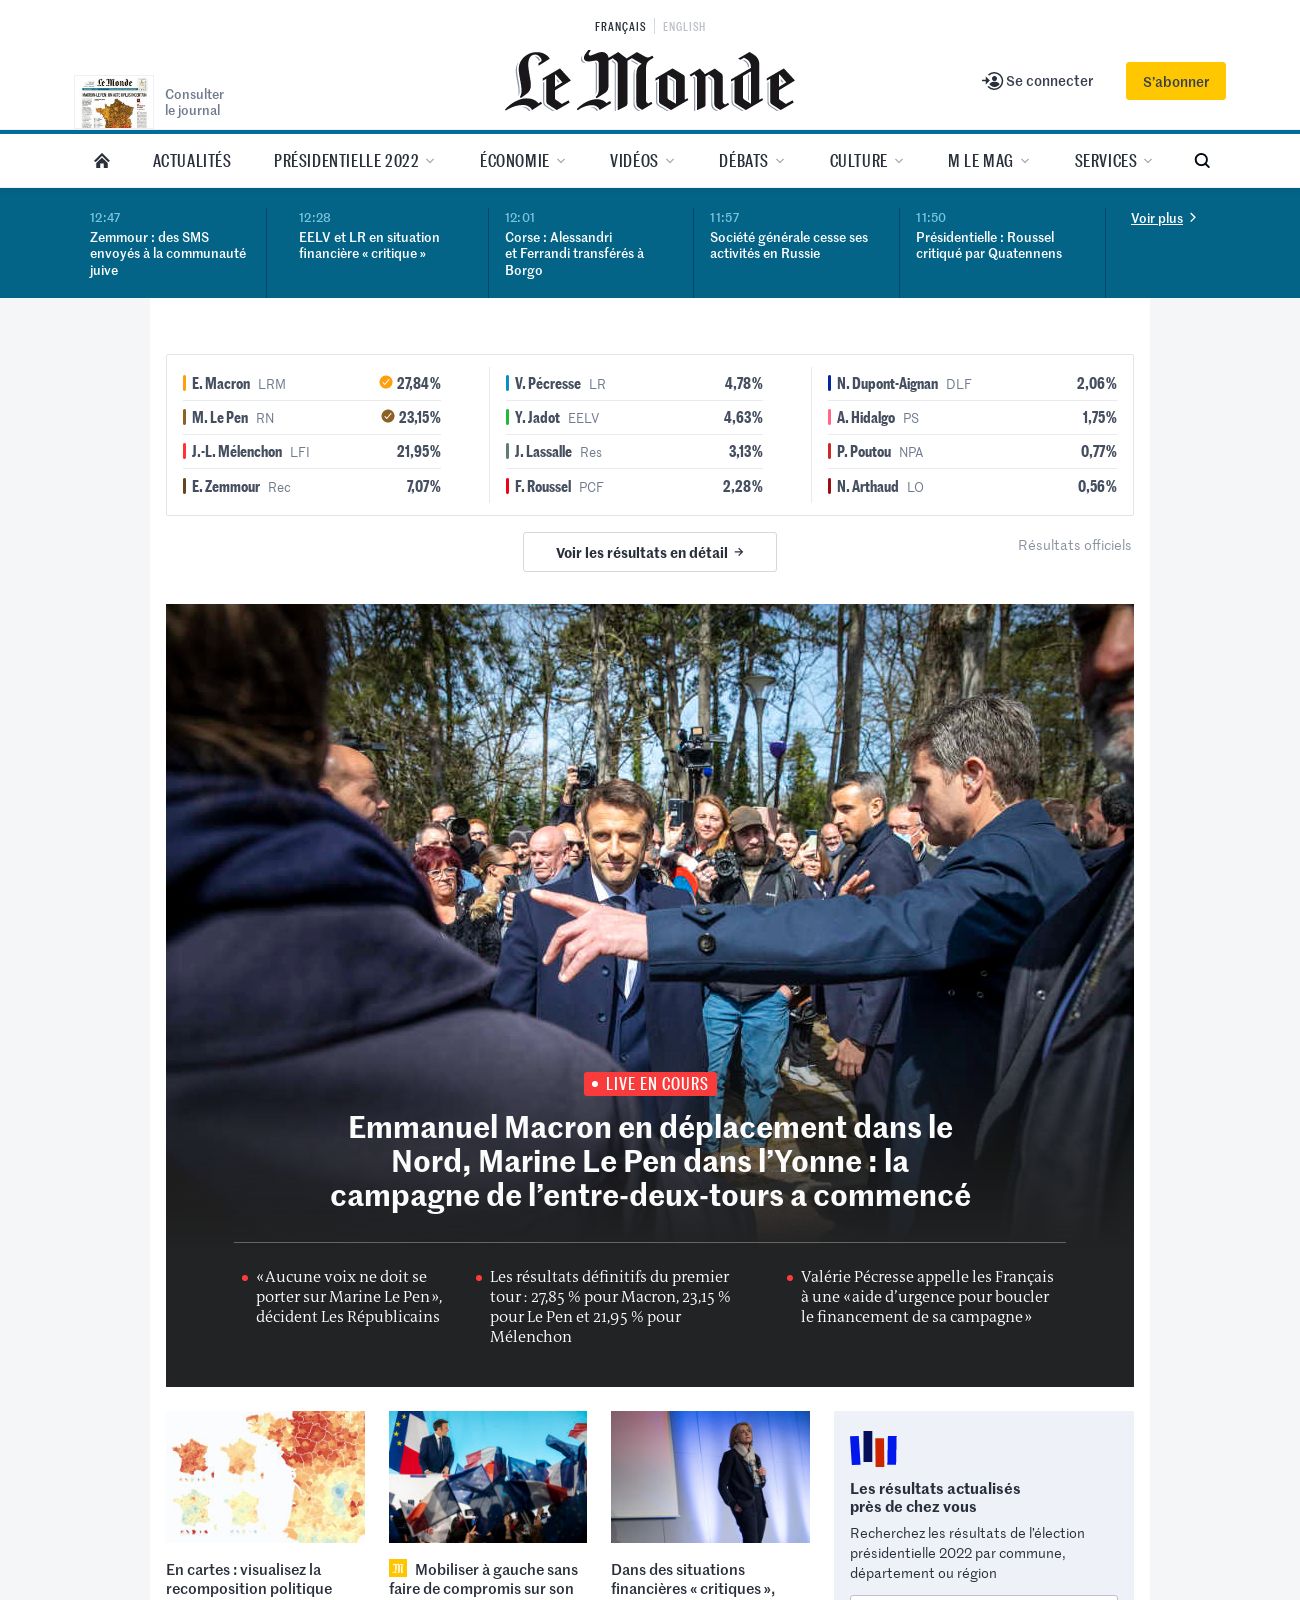 FRANÇAIS ENGLISH
Le Monde
Consulter
le journal
Se connecter
S'abonner
ACTUALITÉS PRÉSIDENTIELLE 2022 ÉCONOMIE VIDÉOS DÉBATS CULTURE M LE MAG SERVICES
12:47
Zemmour : des SMS
envoyés à la communauté
juive
12:28
EELV et LR en situation
financière « critique »
12:01
Corse : Alessandri
et Ferrandi transférés à
Borgo
11:57
Société générale cesse ses
activités en Russie
11:50
Présidentielle : Roussel
critiqué par Quatennens
Voir plus
E. Macron LRM 27,84%
M. Le Pen RN 23,15%
J.-L. Mélenchon LFI 21,95%
E. Zemmour Rec 7,07%
V. Pécresse LR 4,78%
Y. Jadot EELV 4,63%
J. Lassalle Res 3,13%
F. Roussel PCF 2,28%
N. Dupont-Aignan DLF 2,06%
A. Hidalgo PS 1,75%
P. Poutou NPA 0,77%
N. Arthaud LO 0,56%
Voir les résultats en détail →
Résultats officiels
LIVE EN COURS
Emmanuel Macron en déplacement dans le
Nord, Marine Le Pen dans l’Yonne : la
campagne de l’entre-deux-tours a commencé
« Aucune voix ne doit se
porter sur Marine Le Pen »,
décident Les Républicains
Les résultats définitifs du premier
tour : 27,85 % pour Macron, 23,15 %
pour Le Pen et 21,95 % pour
Mélenchon
Valérie Pécresse appelle les Français
à une « aide d’urgence pour boucler
le financement de sa campagne »
En cartes : visualisez la
recomposition politique
M Mobiliser à gauche sans
faire de compromis sur son
Dans des situations
financières « critiques »,
Les résultats actualisés
près de chez vous
Recherchez les résultats de l’élection
présidentielle 2022 par commune,
département ou région